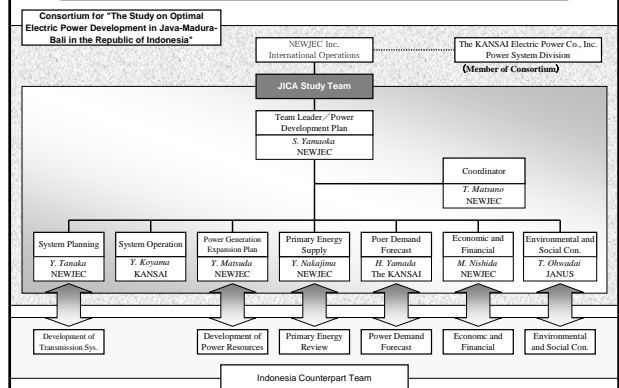 Consortium for "The Study on Optimal
Electric Power Development in Java-Madura-
Bali in the Republic of Indonesia"
NEWJEC Inc.
International Operations
The KANSAI Electric Power Co., Inc.
Power System Division
(Member of Consortium)
JICA Study Team
Team Leader／Power
Development Plan
S. Yamaoka
NEWJEC
Coordinator
T. Matsuno
NEWJEC
System Planning
Y. Tanaka
NEWJEC
System Operation
Y. Koyama
KANSAI
Power Generation
Expansion Plan
Y. Matsuda
NEWJEC
Primary Energy
Supply
Y. Nakajima
NEWJEC
Poer Demand
Forecast
H. Yamada
The KANSAI
Economic and
Financial
M. Nishida
NEWJEC
Environmental and
Social Con.
T. Ohwadai
JANUS
Development of
Transmission Sys.
Development of
Power Resources
Primary Energy
Review
Power Demand
Forecast
Economc and
Financial
Environmental
and Social Con.
Indonesia Counterpart Team